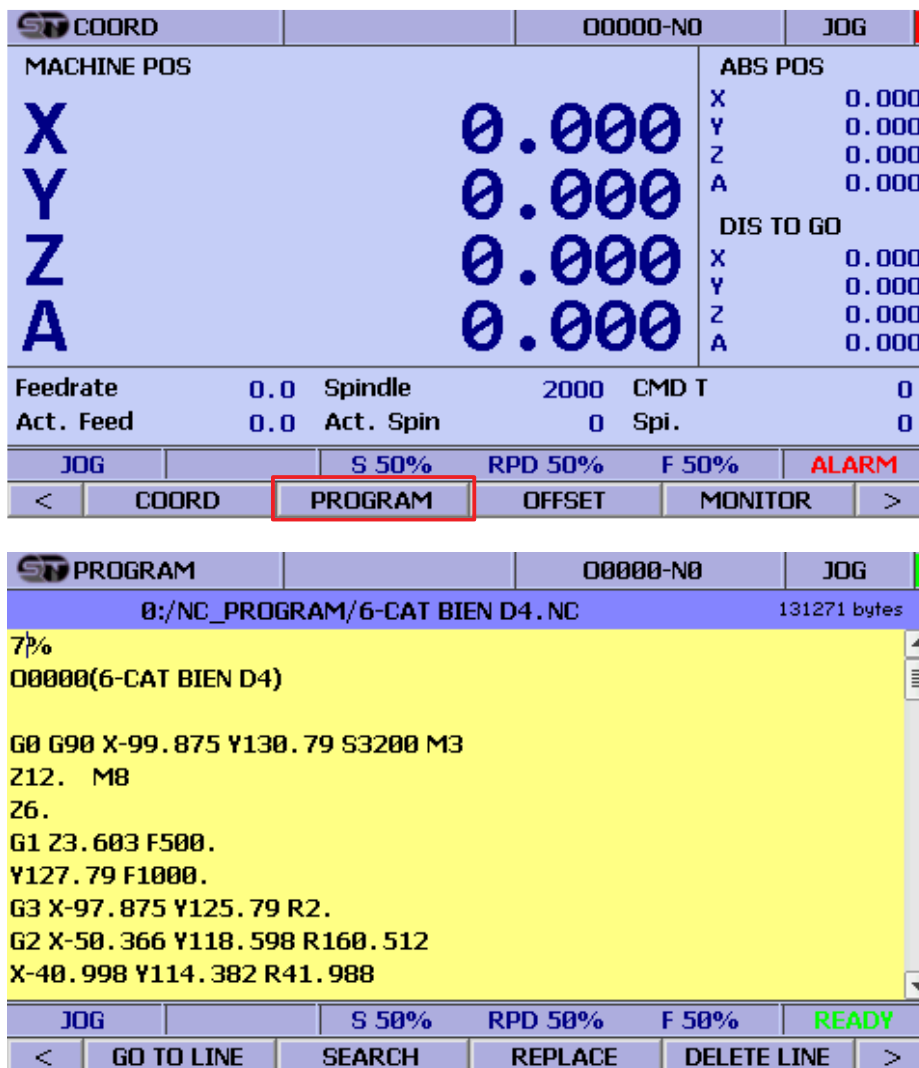 SN COORD O0000-N0 JOG
MACHINE POS ABS POS
X 0.000
Y 0.000
Z 0.000
A 0.000
X 0.000
Y 0.000
Z 0.000
A 0.000
DIS TO GO
X 0.000
Y 0.000
Z 0.000
A 0.000
Feedrate 0.0 Spindle 2000 CMD T 0
Act. Feed 0.0 Act. Spin 0 Spi. 0
JOG S 50% RPD 50% F 50% ALARM
< COORD PROGRAM OFFSET MONITOR >
SN PROGRAM O0000-N0 JOG
0:/NC_PROGRAM/6-CAT BIEN D4.NC 131271 bytes
7%
O0000(6-CAT BIEN D4)
G0 G90 X-99.875 Y130.79 S3200 M3
Z12. M8
Z6.
G1 Z3.603 F500.
Y127.79 F1000.
G3 X-97.875 Y125.79 R2.
G2 X-50.366 Y118.598 R160.512
X-40.998 Y114.382 R41.988
JOG S 50% RPD 50% F 50% READY
< GO TO LINE SEARCH REPLACE DELETE LINE >